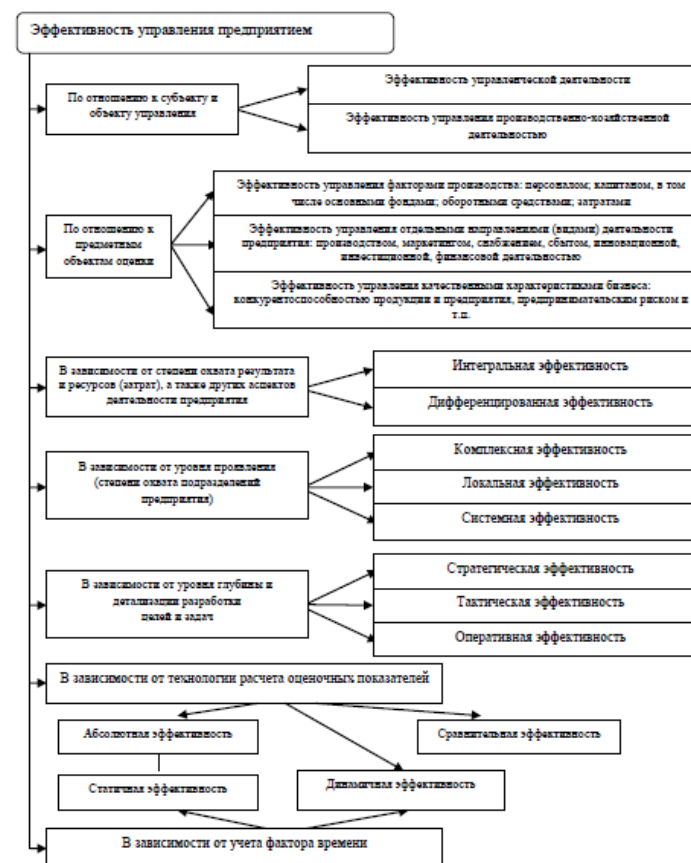 Эффективность управления предприятием
По отношению к субъекту и
объекту управления
Эффективность управленческой деятельности
Эффективность управления производственно-хозяйственной
деятельностью
По отношению к
предметным
объектам оценки
Эффективность управления факторами производства: персоналом; капитаном, в том
числе основными фондами; оборотными средствами; затратами
Эффективность управления отдельными направлениями (видами) деятельности
предприятия: производством, маркетингом, снабжением, сбытом, инновационной,
инвестиционной, финансовой деятельностью
Эффективность управления качественными характеристиками бизнеса:
конкурентоспособностью продукции и предприятия, предпринимательским риском и
т.п.
В зависимости от степени охвата результата
и ресурсов (затрат), а также других аспектов
деятельности предприятия
Интегральная эффективность
Дифференцированная эффективность
В зависимости от уровня проявления
(степени охвата подразделений
предприятия)
Комплексная эффективность
Локальная эффективность
Системная эффективность
В зависимости от уровня глубины и
детализации разработки
целей и задач
Стратегическая эффективность
Тактическая эффективность
Оперативная эффективность
В зависимости от технологии расчета оценочных показателей
Абсолютная эффективность
Сравнительная эффективность
Статичная эффективность
Динамичная эффективность
В зависимости от учета фактора времени